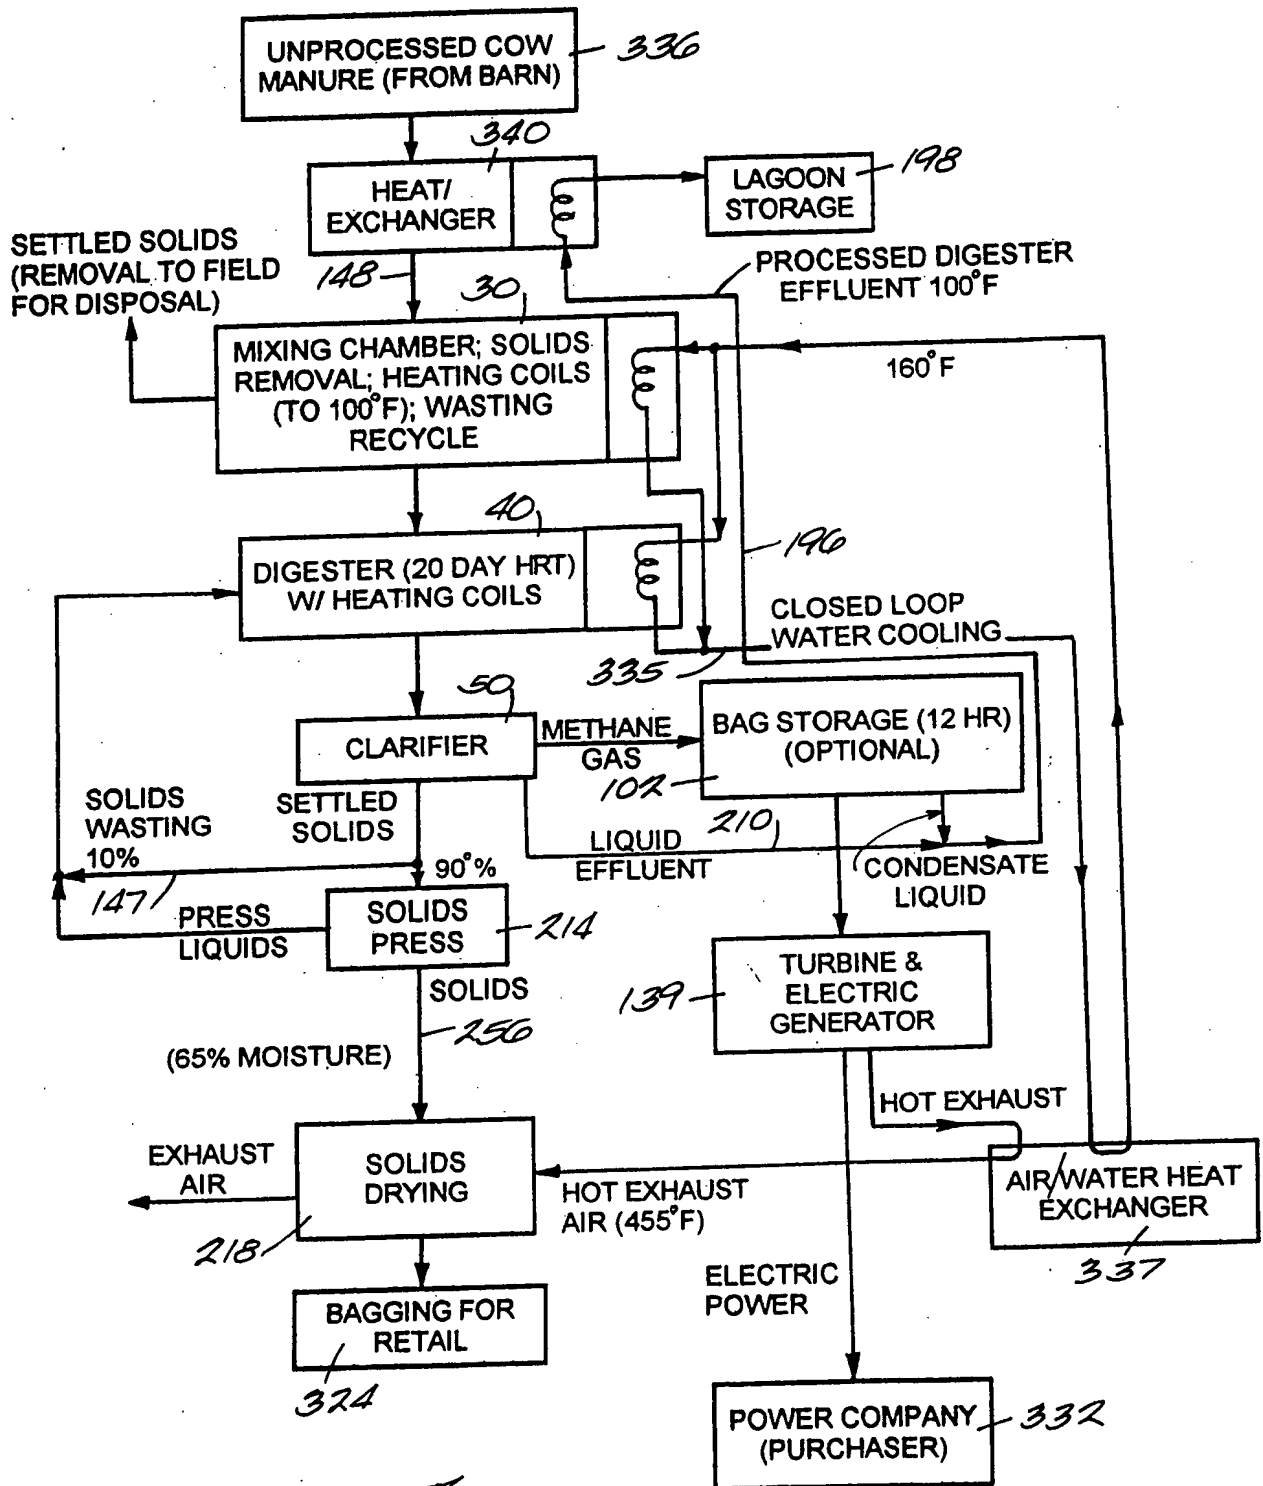 UNPROCESSED COW
MANURE (FROM BARN)
336
340
HEAT/
EXCHANGER
LAGOON
STORAGE
198
SETTLED SOLIDS
(REMOVAL TO FIELD
FOR DISPOSAL)
148
PROCESSED DIGESTER
EFFLUENT 100°F
30
MIXING CHAMBER; SOLIDS
REMOVAL; HEATING COILS
(TO 100°F); WASTING
RECYCLE
160°F
40
DIGESTER (20 DAY HRT)
W/ HEATING COILS
196
CLOSED LOOP
WATER COOLING
335
50
CLARIFIER
METHANE
GAS
BAG STORAGE (12 HR)
(OPTIONAL)
102
SETTLED
SOLIDS
SOLIDS
WASTING
10%
147
90°%
LIQUID
EFFLUENT
210
CONDENSATE
LIQUID
PRESS
LIQUIDS
SOLIDS
PRESS
214
SOLIDS
256
(65% MOISTURE)
139
TURBINE &
ELECTRIC
GENERATOR
HOT EXHAUST
EXHAUST
AIR
SOLIDS
DRYING
218
HOT EXHAUST
AIR (455°F)
AIR/WATER HEAT
EXCHANGER
337
BAGGING FOR
RETAIL
324
ELECTRIC
POWER
POWER COMPANY
(PURCHASER)
332